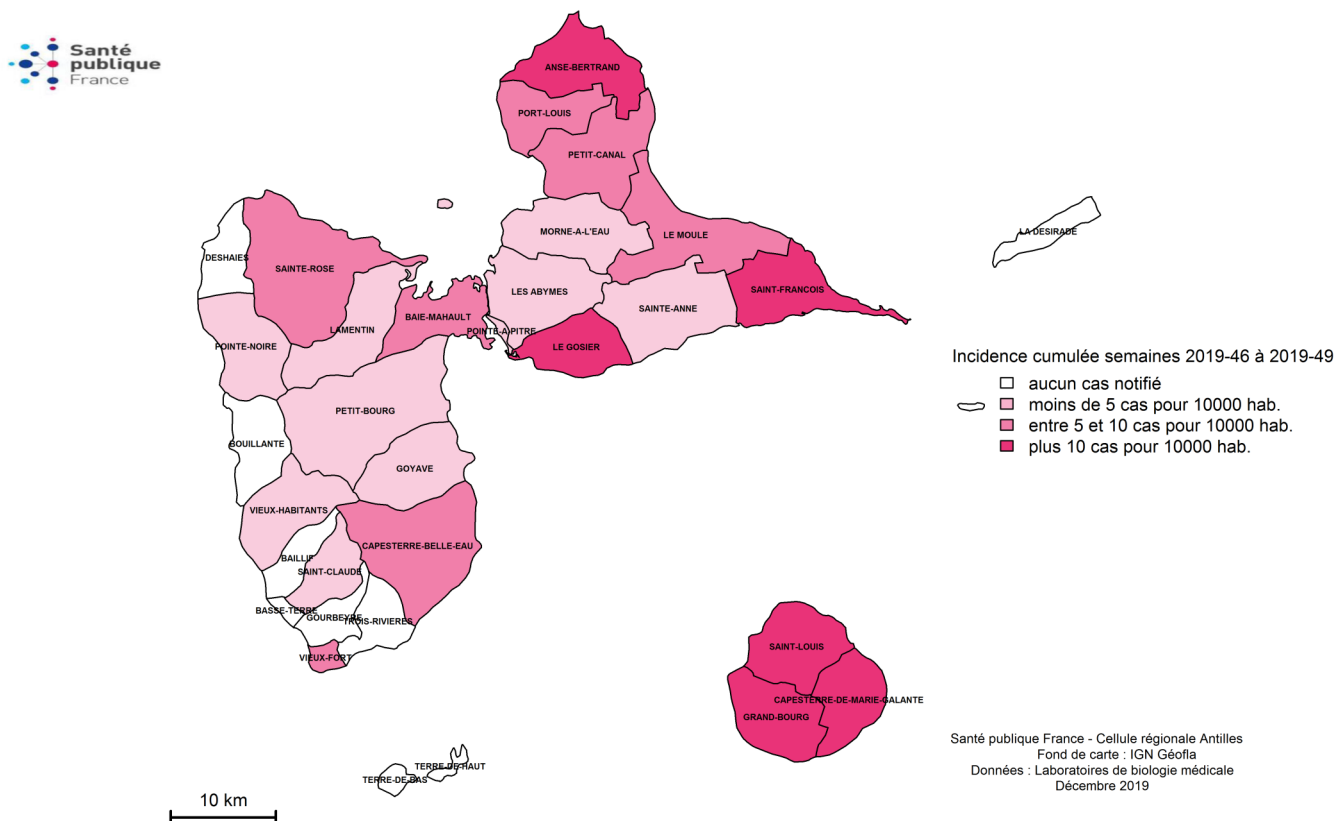 Santé
publique
France
ANSE-BERTRAND
PORT-LOUIS
PETIT-CANAL
MORNE-A-L'EAU
LE MOULE
LA DESIRADE
DESHAIES
SAINTE-ROSE
LES ABYMES
SAINT-FRANCOIS
SAINTE-ANNE
BAIE-MAHAULT
LAMENTIN
POINTE-A-PITRE
POINTE-NOIRE
LE GOSIER
Incidence cumulée semaines 2019-46 à 2019-49
aucun cas notifié
moins de 5 cas pour 10000 hab.
entre 5 et 10 cas pour 10000 hab.
plus 10 cas pour 10000 hab.
PETIT-BOURG
BOUILLANTE
GOYAVE
VIEUX-HABITANTS
CAPESTERRE-BELLE-EAU
BAILLIF
SAINT-CLAUDE
BASSE-TERRE
GOURBEYRE
TROIS-RIVIERES
VIEUX-FORT
SAINT-LOUIS
CAPESTERRE-DE-MARIE-GALANTE
GRAND-BOURG
TERRE-DE-HAUT
TERRE-DE-BAS
Santé publique France - Cellule régionale Antilles
Fond de carte : IGN Géofla
Données : Laboratoires de biologie médicale
Décembre 2019
10 km